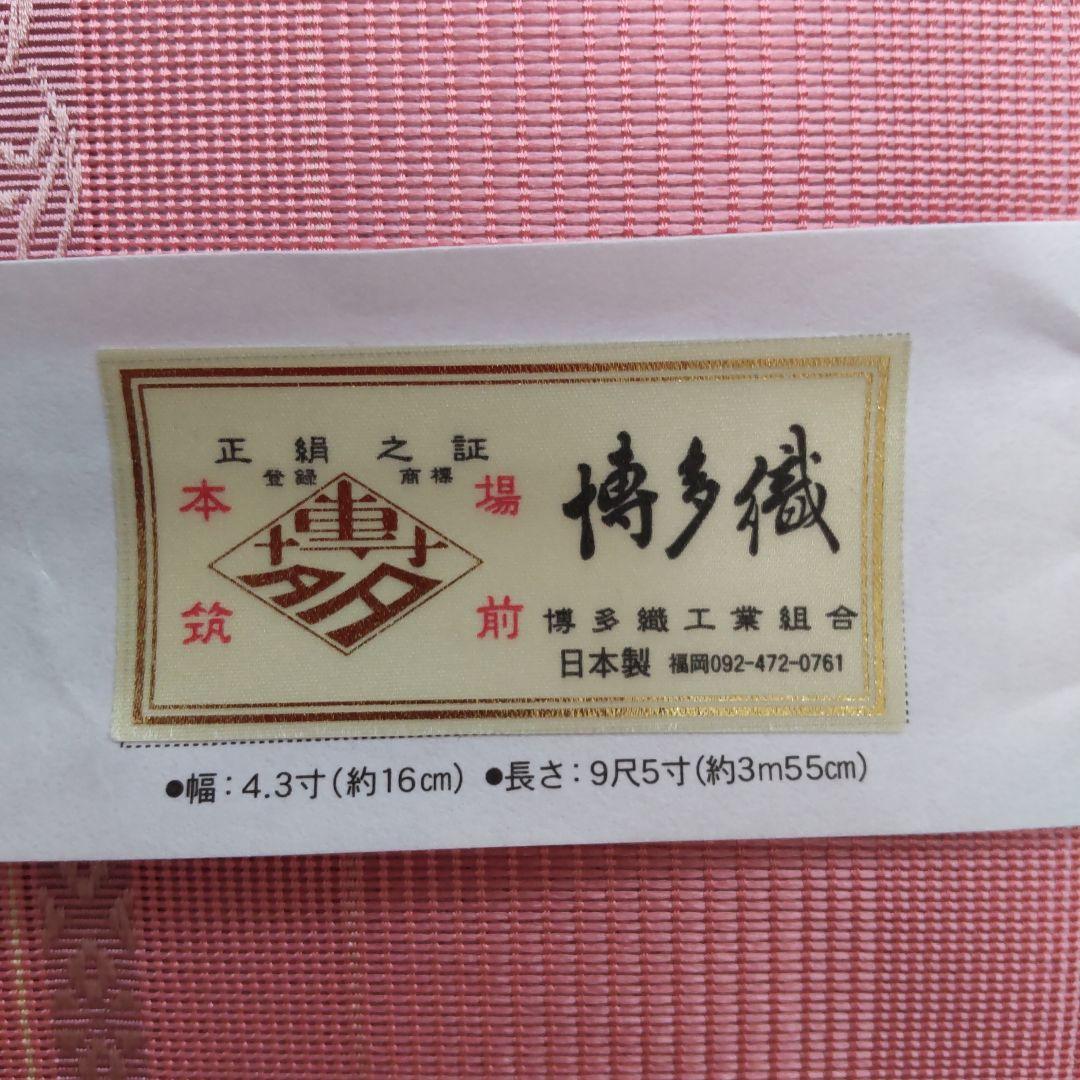 正絹之証
登録商標
本場
博多
筑前
博多織
博多織工業組合
日本製 福岡092-472-0761
●幅：4.3寸(約16㎝) ●長さ：9尺5寸(約3m55㎝)